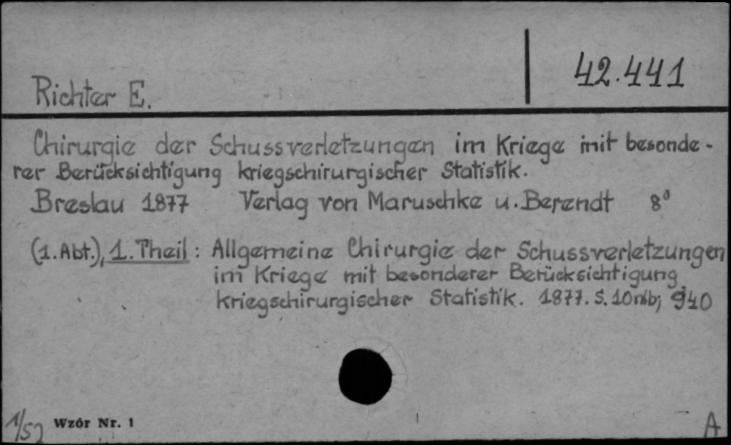 42.441
Richter E.
Chirurgie der Schussverletzungen im Kriege mit besonde-
rer Berücksichtigung kriegschirurgischer Statistik.
Breslau 1877 Verlag von Maruschke u. Berendt 8°
(1. Abt.), 1. Theil : Allgemeine Chirurgie der Schussverletzungen
im Kriege mit besonderer Berücksichtigung
kriegschirurgischer Statistik. 1877. S. 940
1/52 Wzór Nr. 1 A